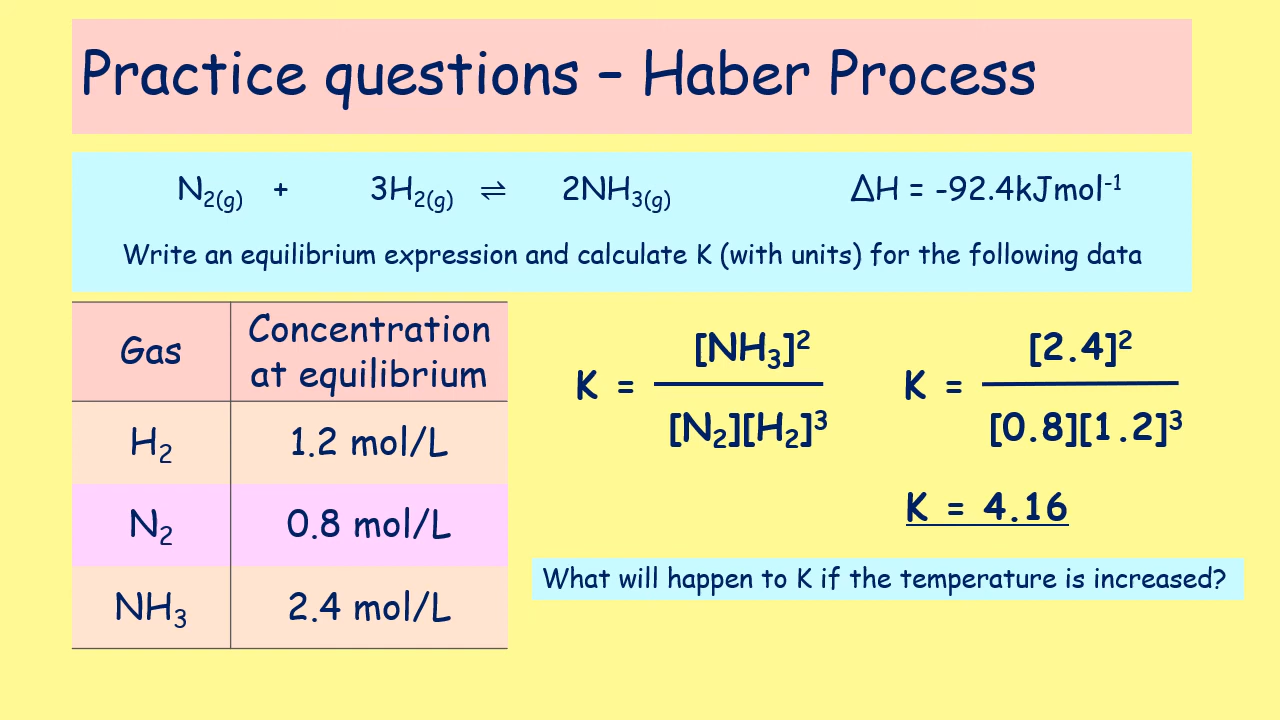 Practice questions – Haber Process
N₂(g) + 3H₂(g) ⇌ 2NH₃(g) ΔH = -92.4kJmol⁻¹
Write an equilibrium expression and calculate K (with units) for the following data
Gas
Concentration
at equilibrium
H₂ 1.2 mol/L
N₂ 0.8 mol/L
NH₃ 2.4 mol/L
[NH₃]²
K =
[N₂][H₂]³
[2.4]²
K =
[0.8][1.2]³
K = 4.16
What will happen to K if the temperature is increased?